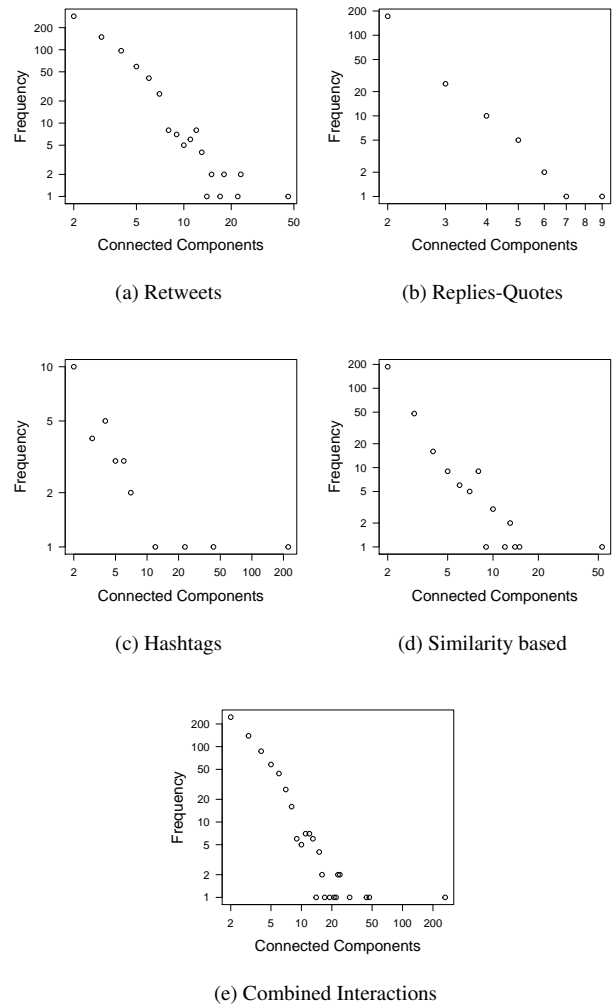 200
100
50
20
10
5
2
1
Frequency
2 5 10 20 50
Connected Components
(a) Retweets
200
100
50
20
10
5
2
1
Frequency
2 3 4 5 6 7 8 9
Connected Components
(b) Replies-Quotes
10
5
2
1
Frequency
2 5 10 20 50 100 200
Connected Components
(c) Hashtags
200
100
50
20
10
5
2
1
Frequency
2 5 10 20 50
Connected Components
(d) Similarity based
200
100
50
20
10
5
2
1
Frequency
2 5 10 20 50 100 200
Connected Components
(e) Combined Interactions